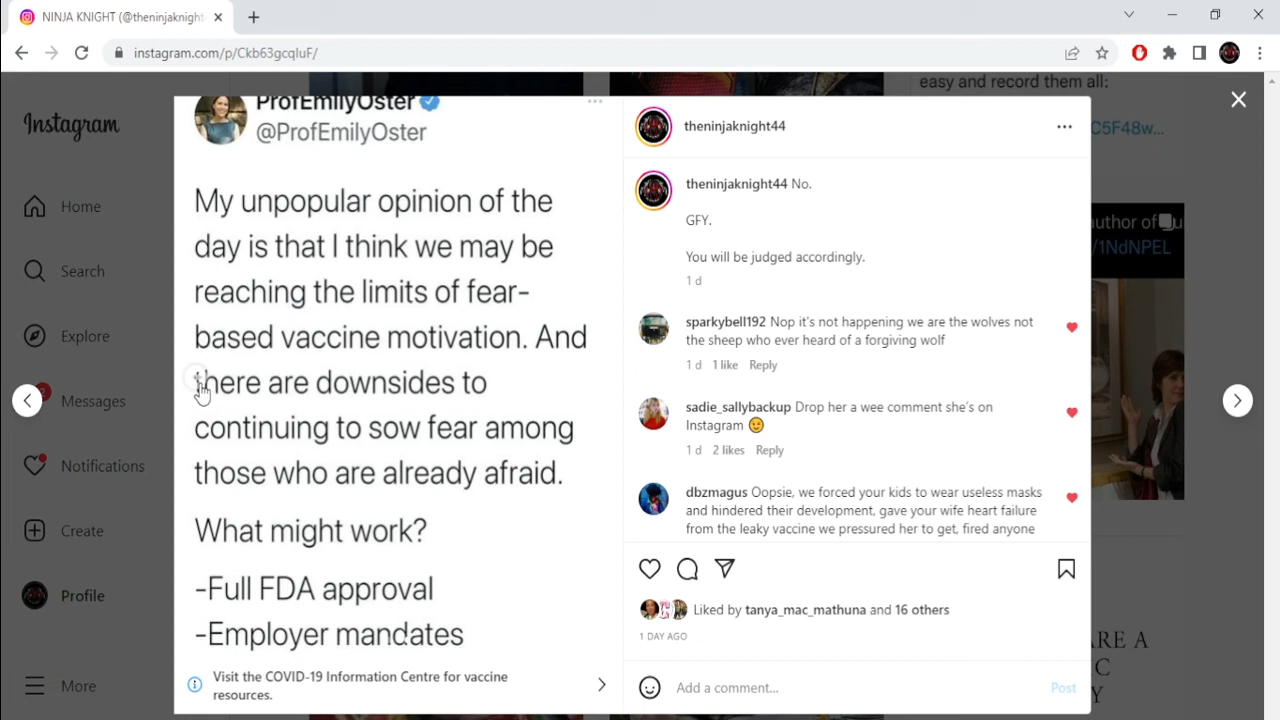 NINJA KNIGHT (@theninjaknight
instagram.com/p/Ckb63gcqluF/
easy and record them all:
C5F48w...
Instagram
Home
Search
Explore
Messages
Notifications
Create
Profile
More
ProfEmilyOster
@ProfEmilyOster
My unpopular opinion of the
day is that I think we may be
reaching the limits of fear-
based vaccine motivation. And
there are downsides to
continuing to sow fear among
those who are already afraid.
What might work?
-Full FDA approval
-Employer mandates
Visit the COVID-19 Information Centre for vaccine
resources.
theninjaknight44
theninjaknight44 No.
GFY.
You will be judged accordingly.
1 d
sparkybell192 Nop it's not happening we are the wolves not
the sheep who ever heard of a forgiving wolf
1 d 1 like Reply
sadie_sallybackup Drop her a wee comment she's on
Instagram 😉
1 d 2 likes Reply
dbzmagus Oopsie, we forced your kids to wear useless masks
and hindered their development, gave your wife heart failure
from the leaky vaccine we pressured her to get, fired anyone
Liked by tanya_mac_mathuna and 16 others
1 DAY AGO
Add a comment...
Post
author of
/1NdNPEL
ARE A